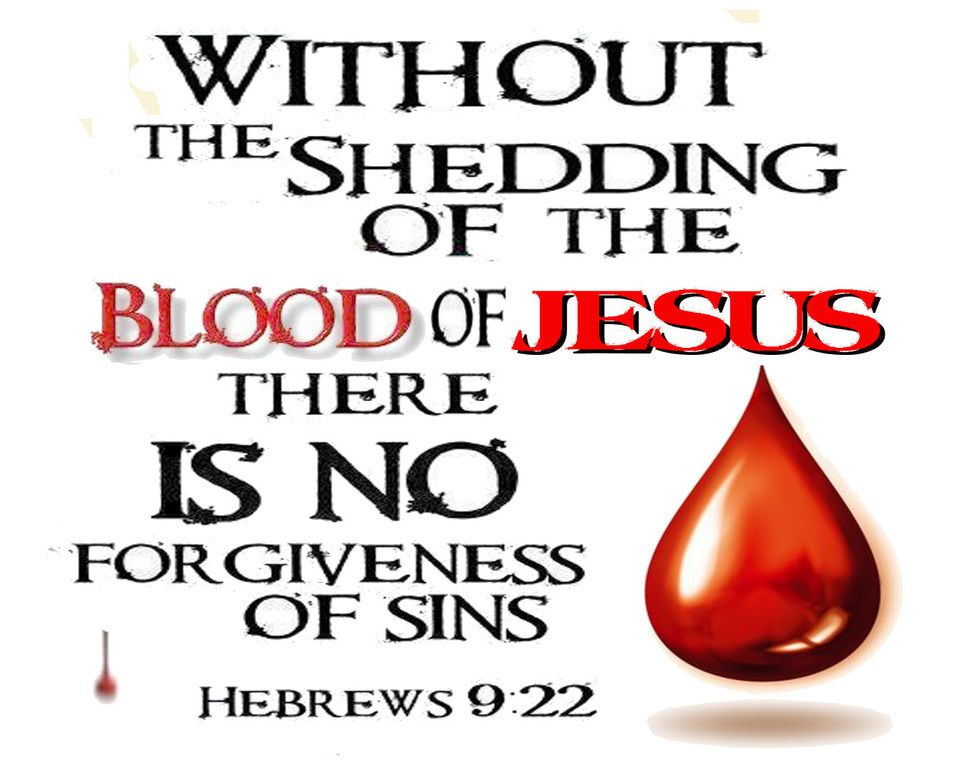 WITHOUT
THE SHEDDING
OF THE
BLOOD OF JESUS
THERE
IS NO
FORGIVENESS
OF SINS
HEBREWS 9:22